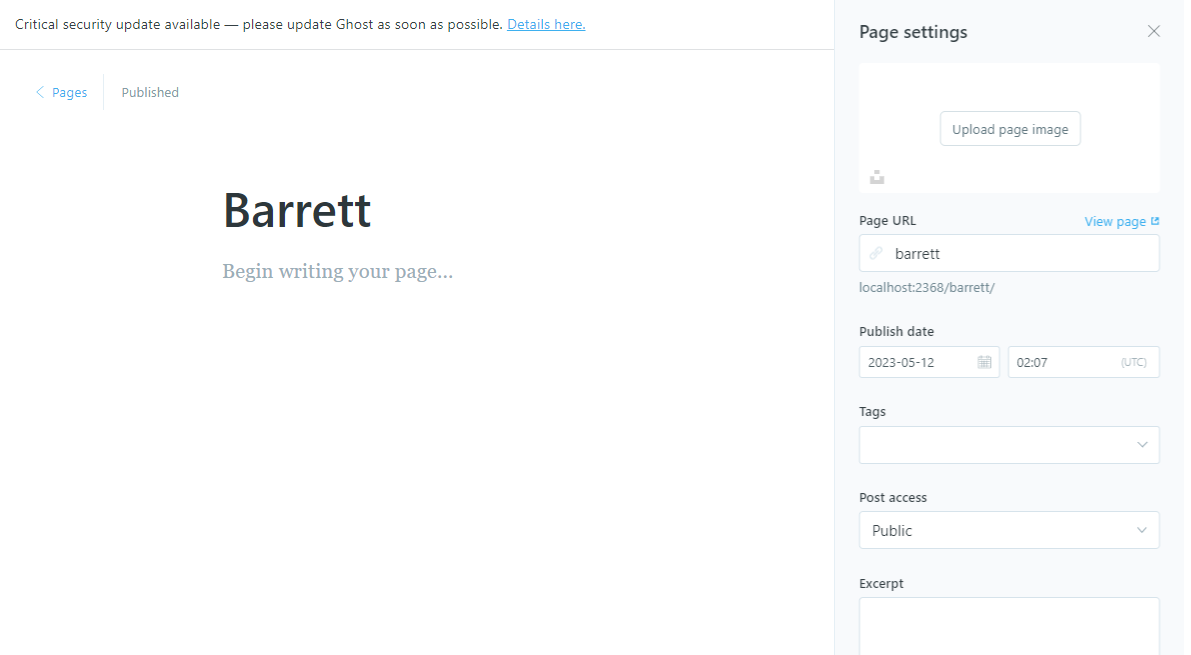 Critical security update available — please update Ghost as soon as possible. Details here.
Pages
Published
Barrett
Begin writing your page...
Page settings
Upload page image
Page URL
View page
barrett
localhost:2368/barrett/
Publish date
2023-05-12
02:07
(UTC)
Tags
Post access
Public
Excerpt